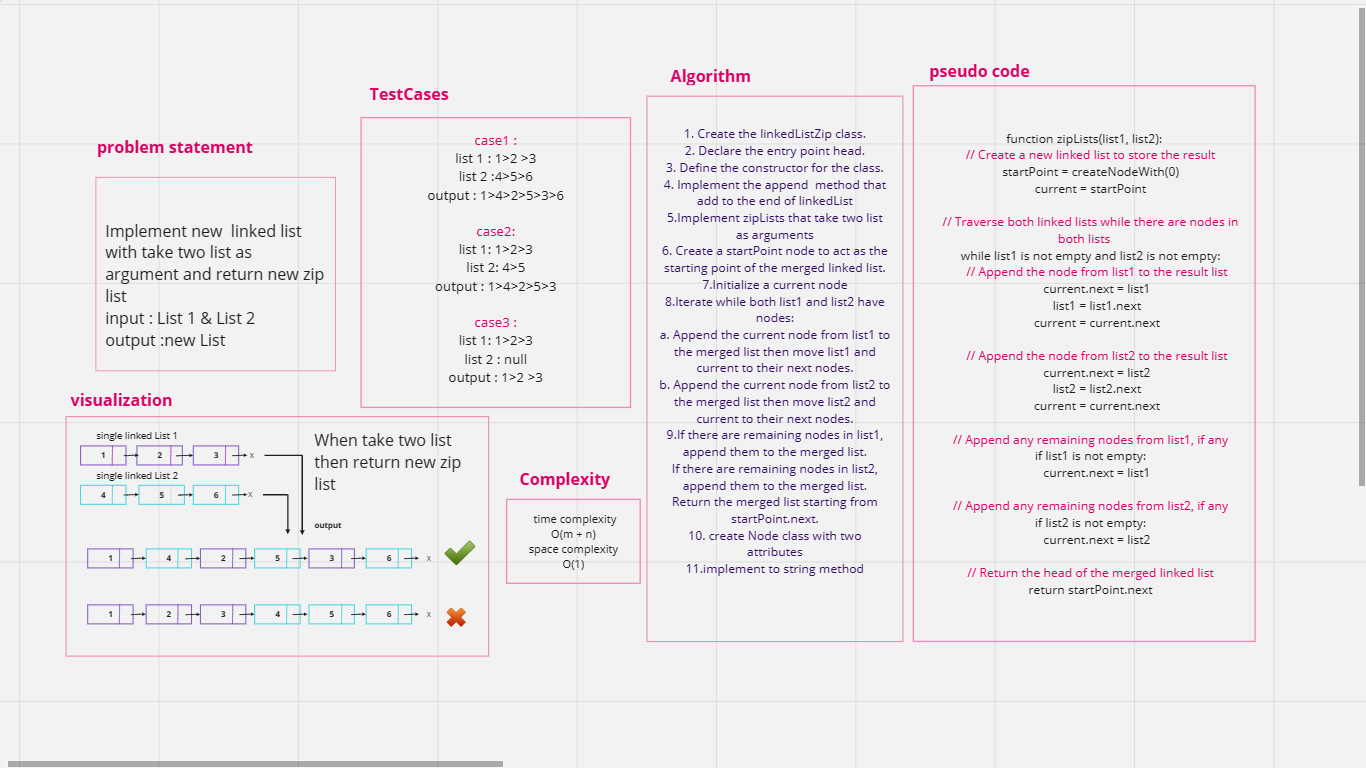 problem statement
Implement new linked list
with take two list as
argument and return new zip
list
input : List 1 & List 2
output :new List
TestCases
case1 :
list 1 : 1>2 >3
list 2 :4>5>6
output : 1>4>2>5>3>6
case2:
list 1: 1>2>3
list 2: 4>5
output : 1>4>2>5>3
case3 :
list 1: 1>2>3
list 2 : null
output : 1>2 >3
visualization
single linked List 1
1 2 3 x
single linked List 2
4 5 6 x
When take two list
then return new zip
list
output
1 4 2 5 3 6 x
1 2 3 4 5 6 x
Complexity
time complexity
O(m + n)
space complexity
O(1)
Algorithm
1. Create the linkedListZip class.
2. Declare the entry point head.
3. Define the constructor for the class.
4. Implement the append method that
add to the end of linkedList
5.Implement zipLists that take two list
as arguments
6. Create a startPoint node to act as the
starting point of the merged linked list.
7.Initialize a current node
8.Iterate while both list1 and list2 have
nodes:
a. Append the current node from list1 to
the merged list then move list1 and
current to their next nodes.
b. Append the current node from list2 to
the merged list then move list2 and
current to their next nodes.
9.If there are remaining nodes in list1,
append them to the merged list.
If there are remaining nodes in list2,
append them to the merged list.
Return the merged list starting from
startPoint.next.
10. create Node class with two
attributes
11.implement to string method
pseudo code
function zipLists(list1, list2):
// Create a new linked list to store the result
startPoint = createNodeWith(0)
current = startPoint
// Traverse both linked lists while there are nodes in
both lists
while list1 is not empty and list2 is not empty:
// Append the node from list1 to the result list
current.next = list1
list1 = list1.next
current = current.next
// Append the node from list2 to the result list
current.next = list2
list2 = list2.next
current = current.next
// Append any remaining nodes from list1, if any
if list1 is not empty:
current.next = list1
// Append any remaining nodes from list2, if any
if list2 is not empty:
current.next = list2
// Return the head of the merged linked list
return startPoint.next